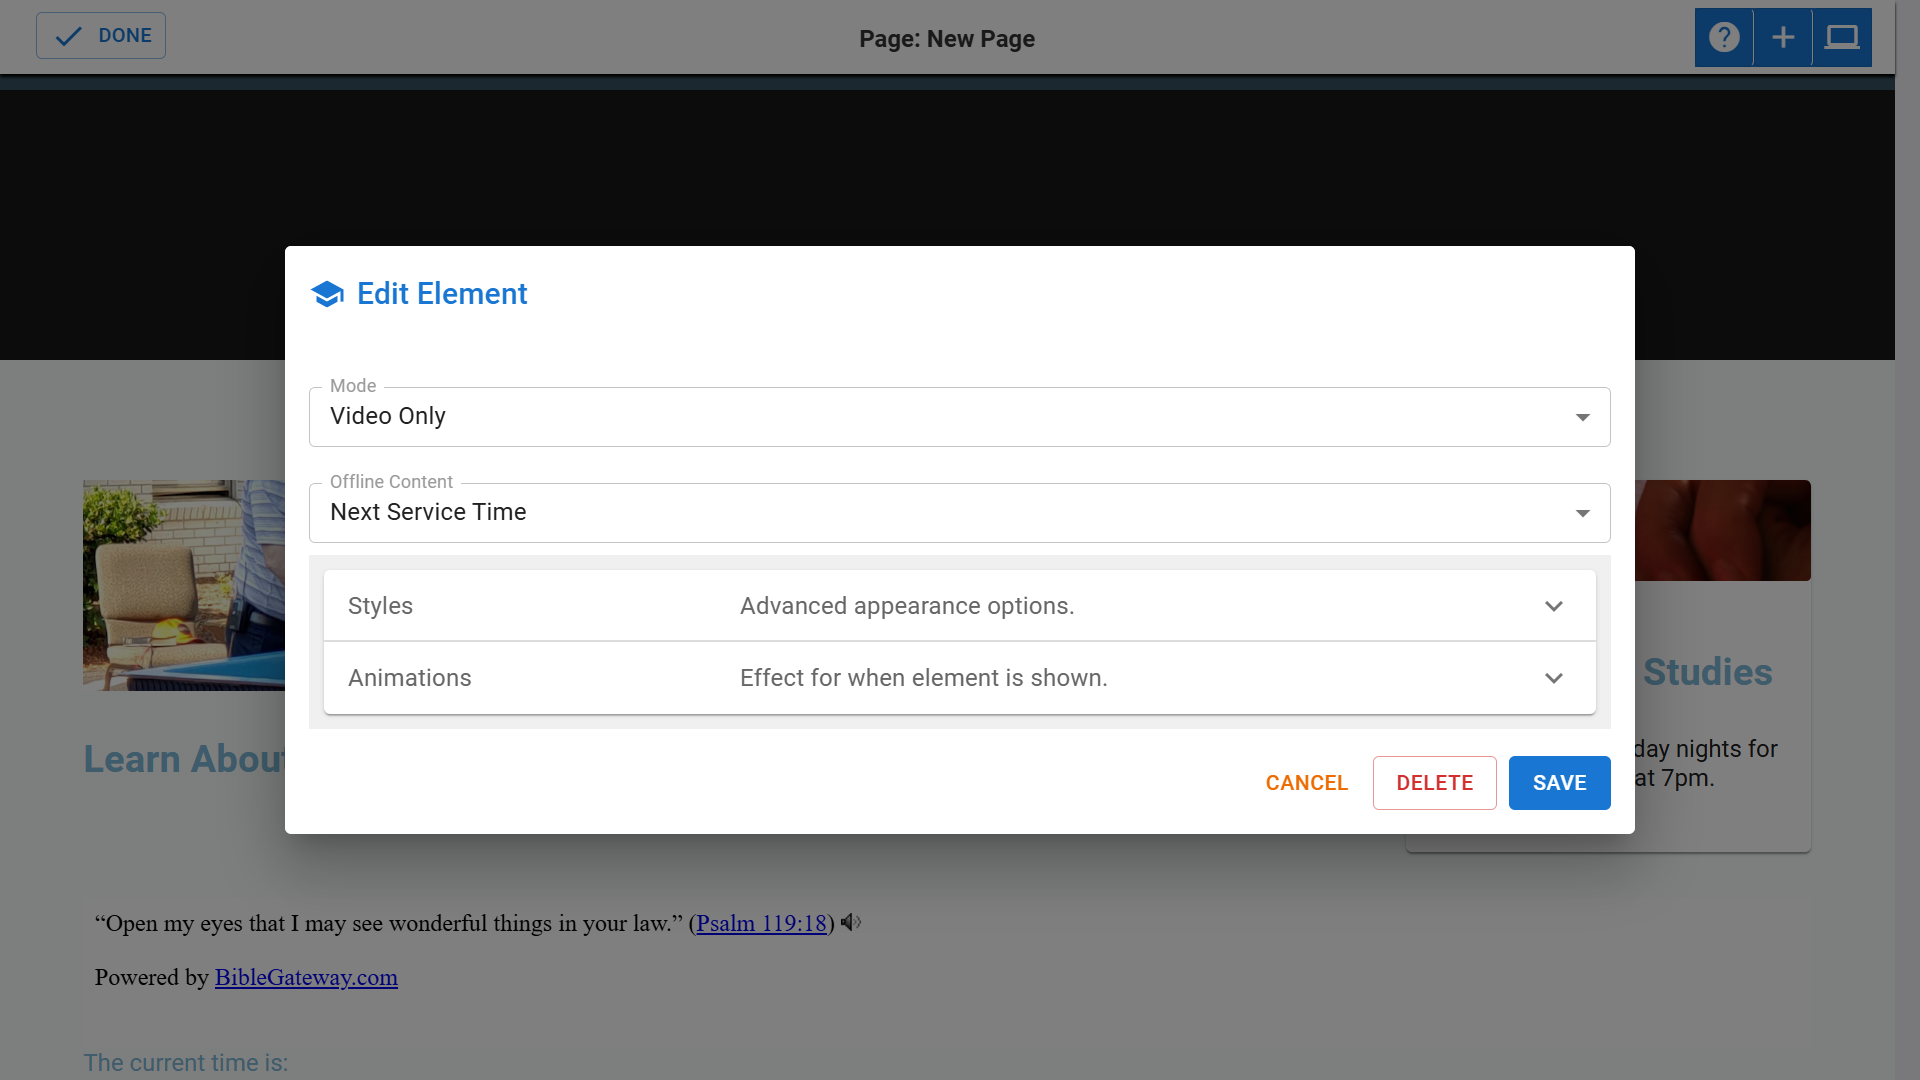 DONE
Page: New Page
Edit Element
Mode
Video Only
Offline Content
Next Service Time
Styles
Advanced appearance options.
Animations
Effect for when element is shown.
CANCEL
DELETE
SAVE
Learn About
Studies
day nights for
at 7pm.
“Open my eyes that I may see wonderful things in your law.” (Psalm 119:18)
Powered by BibleGateway.com
The current time is: